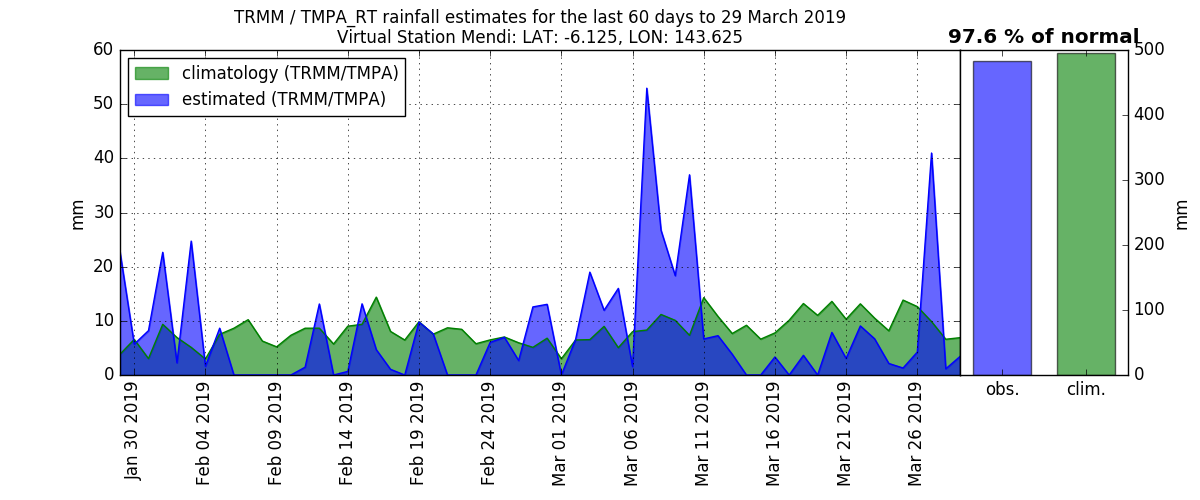 TRMM / TMPA_RT rainfall estimates for the last 60 days to 29 March 2019
Virtual Station Mendi: LAT: -6.125, LON: 143.625
97.6 % of normal
climatology (TRMM/TMPA)
estimated (TRMM/TMPA)
mm
60
50
40
30
20
10
0
Jan 30 2019
Feb 04 2019
Feb 09 2019
Feb 14 2019
Feb 19 2019
Feb 24 2019
Mar 01 2019
Mar 06 2019
Mar 11 2019
Mar 16 2019
Mar 21 2019
Mar 26 2019
obs.
clim.
500
400
300
200
100
0
mm